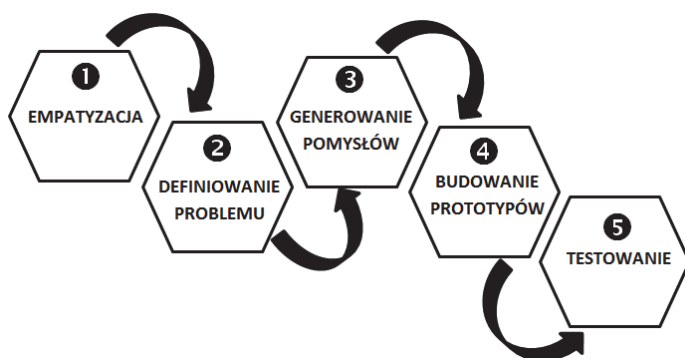 1
EMPATYZACJA
2
DEFINIOWANIE
PROBLEMU
3
GENEROWANIE
POMYSŁÓW
4
BUDOWANIE
PROTOTYPÓW
5
TESTOWANIE